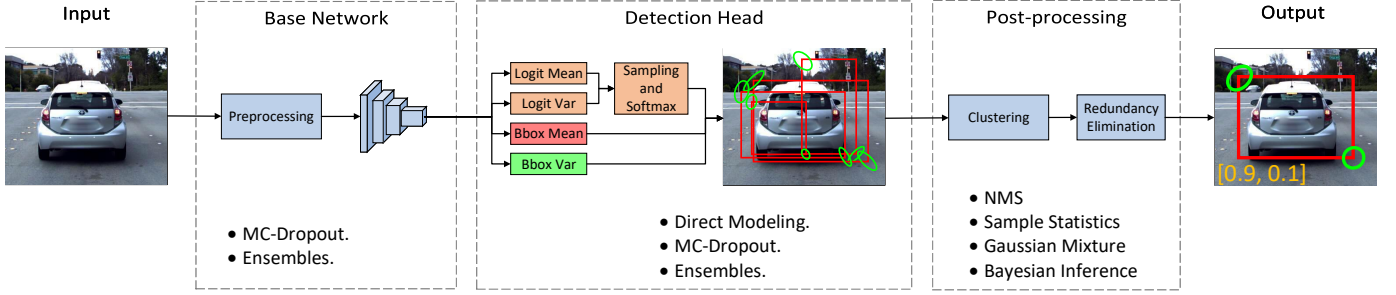 Input
Base Network
Detection Head
Post-processing
Output
Preprocessing
Logit Mean
Logit Var
Bbox Mean
Bbox Var
Sampling
and
Softmax
Clustering
Redundancy
Elimination
[0.9, 0.1]
• MC-Dropout.
• Ensembles.
• Direct Modeling.
• MC-Dropout.
• Ensembles.
• NMS
• Sample Statistics
• Gaussian Mixture
• Bayesian Inference